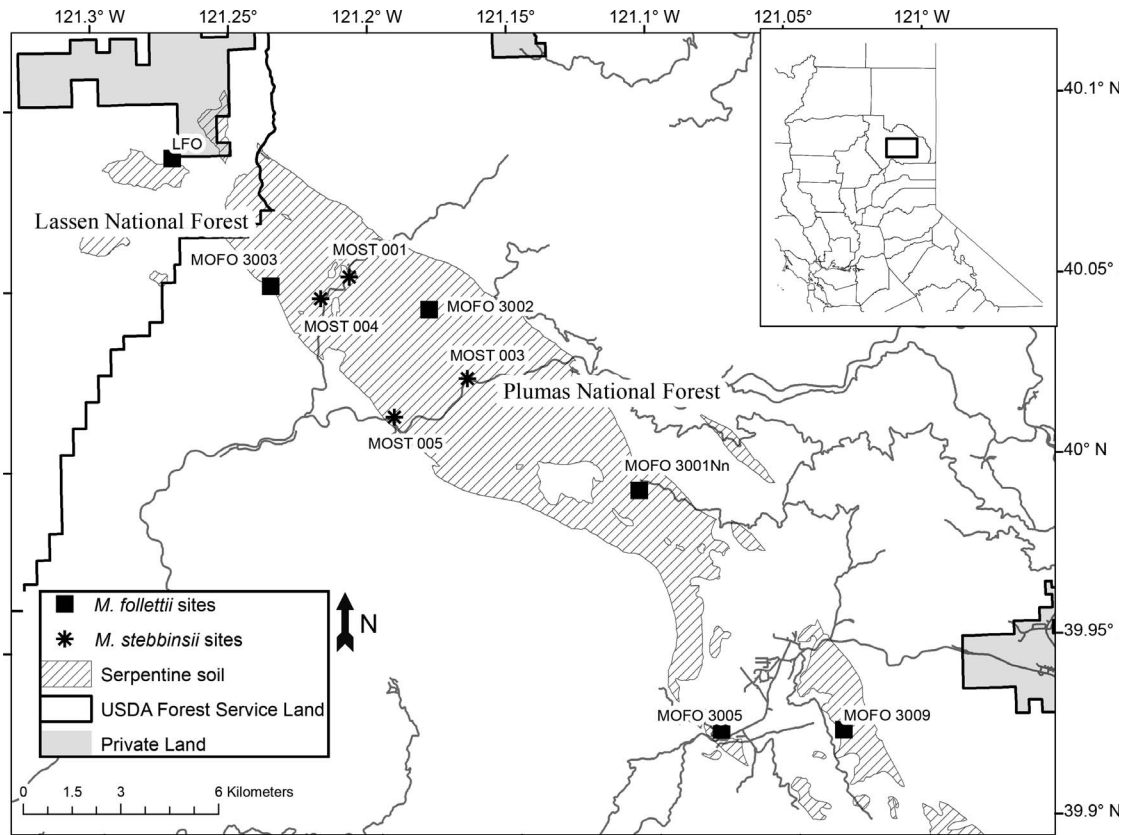 121.3° W
121.25° W
121.2° W
121.15° W
121.1° W
121.05° W
121° W
40.1° N
LFO
Lassen National Forest
MOST 001
MOFO 3003
40.05° N
MOFO 3002
MOST 004
MOST 003
Plumas National Forest
MOST 005
40° N
MOFO 3001Nn
M. follettii sites
N
M. stebbinsii sites
39.95° N
Serpentine soil
USDA Forest Service Land
MOFO 3005
MOFO 3009
Private Land
0 1.5 3 6 Kilometers
39.9° N